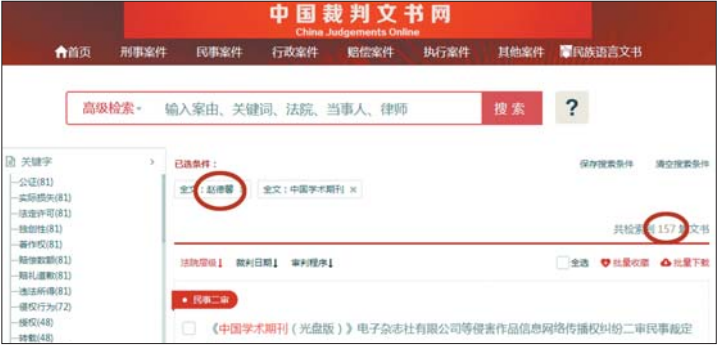 中国裁判文书网
China Judgements Online
首页 刑事案件 民事案件 行政案件 赔偿案件 执行案件 其他案件 民族语言文书
高级检索 输入案由、关键词、法院、当事人、律师 搜索 ?
关键字 >
已选条件：
保存搜索条件 清空搜索条件
公证(81)
全文：赵德馨 全文：中国学术期刊 ×
实际损失(81)
法定许可(81)
独创性(81)
共检索到 157 篇文书
著作权(81)
赔偿数额(81)
法院层级↓ 裁判日期↓ 审判程序↓ 全选 批量收藏 批量下载
赔礼道歉(81)
违法所得(81)
侵权行为(72)
民事二审
授权(48)
转载(48)
《中国学术期刊（光盘版）》电子杂志社有限公司等侵害作品信息网络传播权纠纷二审民事裁定